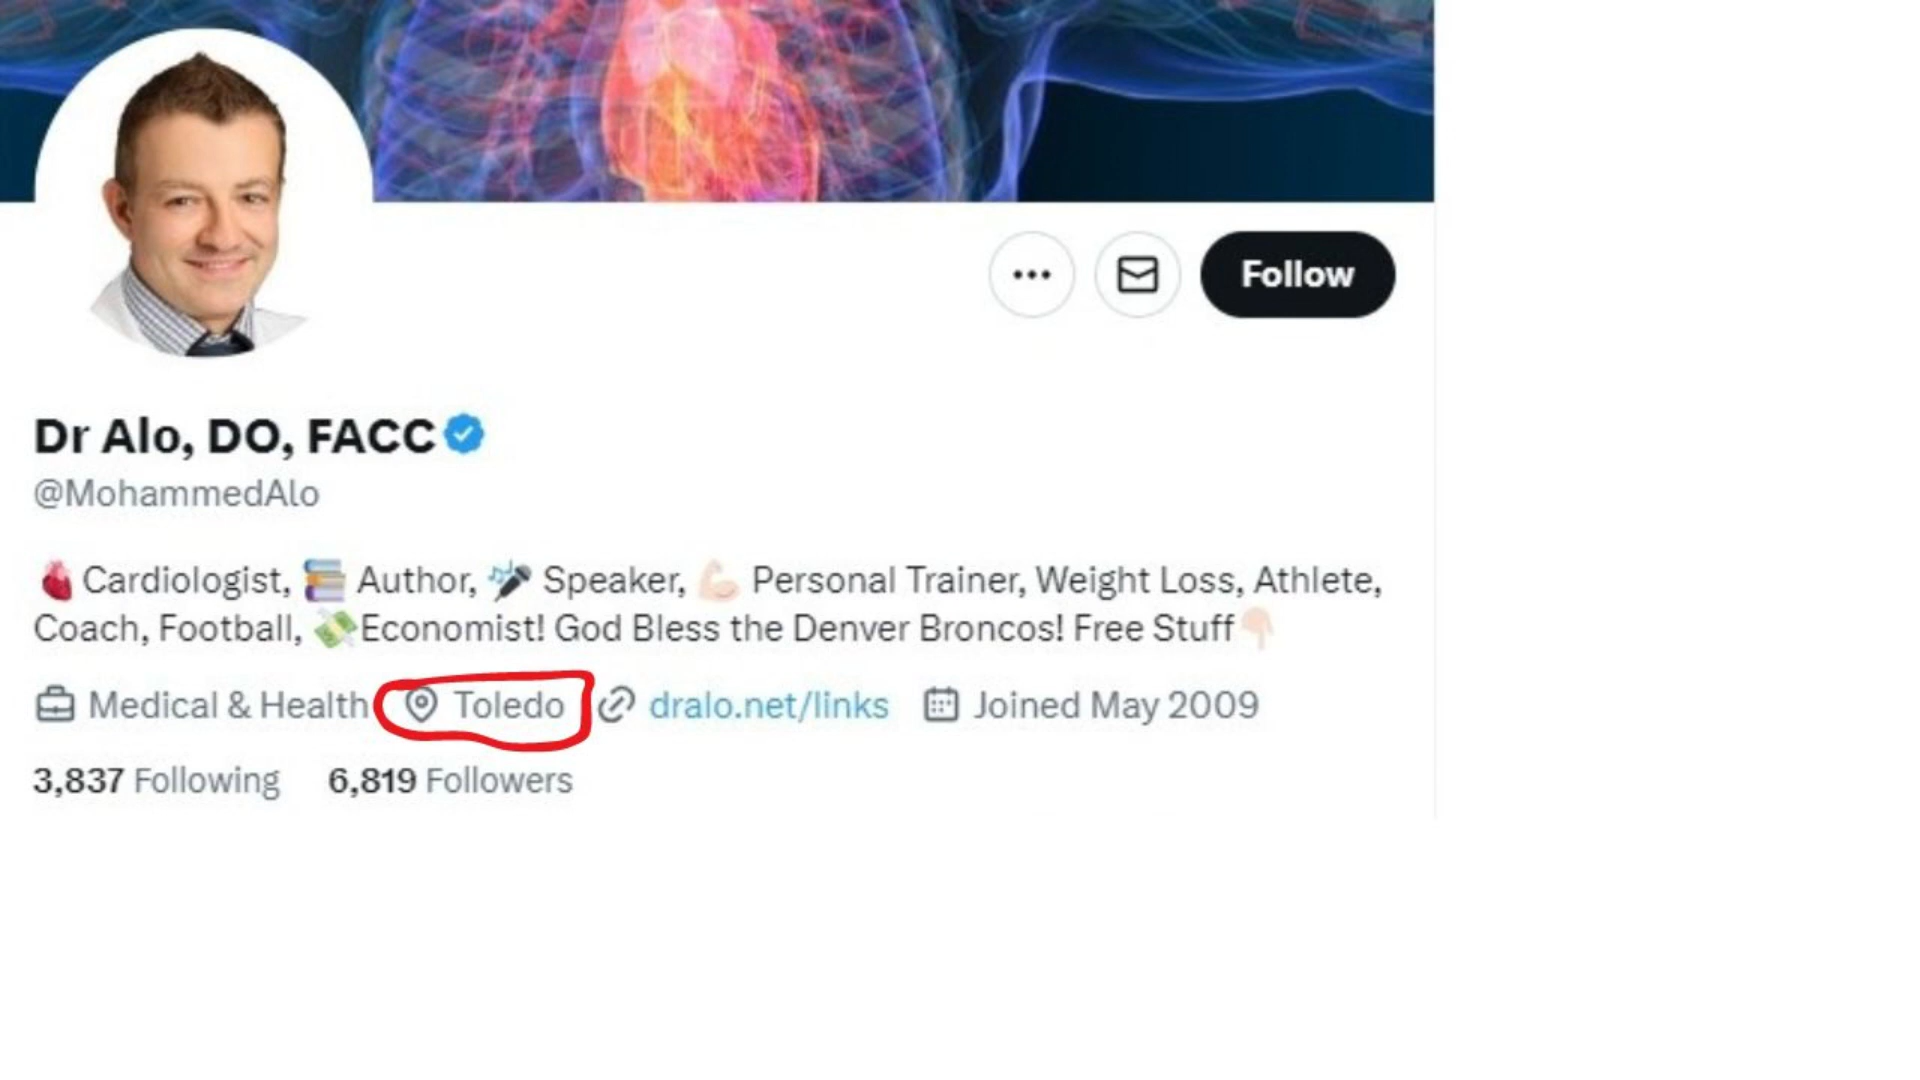 Follow
Dr Alo, DO, FACC
@MohammedAlo
🫀Cardiologist, 📚 Author, 🎤 Speaker, 💪🏻 Personal Trainer, Weight Loss, Athlete,
Coach, Football, 💸Economist! God Bless the Denver Broncos! Free Stuff👇🏻
Medical & Health Toledo dralo.net/links Joined May 2009
3,837 Following 6,819 Followers